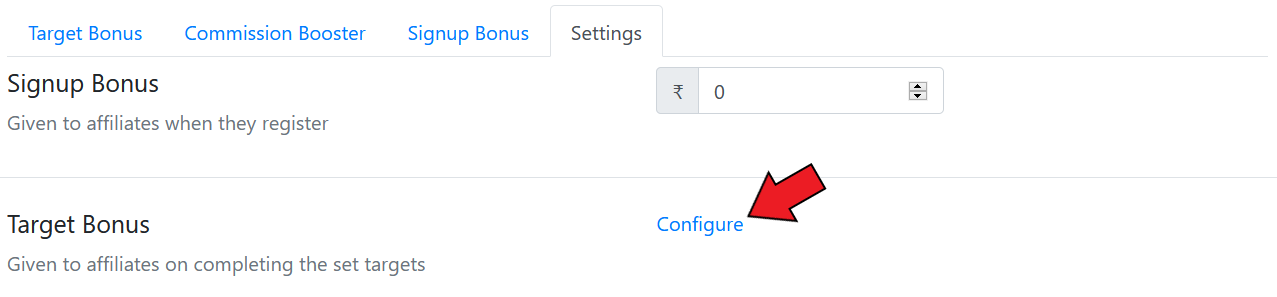 Target Bonus Commission Booster Signup Bonus Settings
Signup Bonus ₹ 0
Given to affiliates when they register
Target Bonus Configure
Given to affiliates on completing the set targets